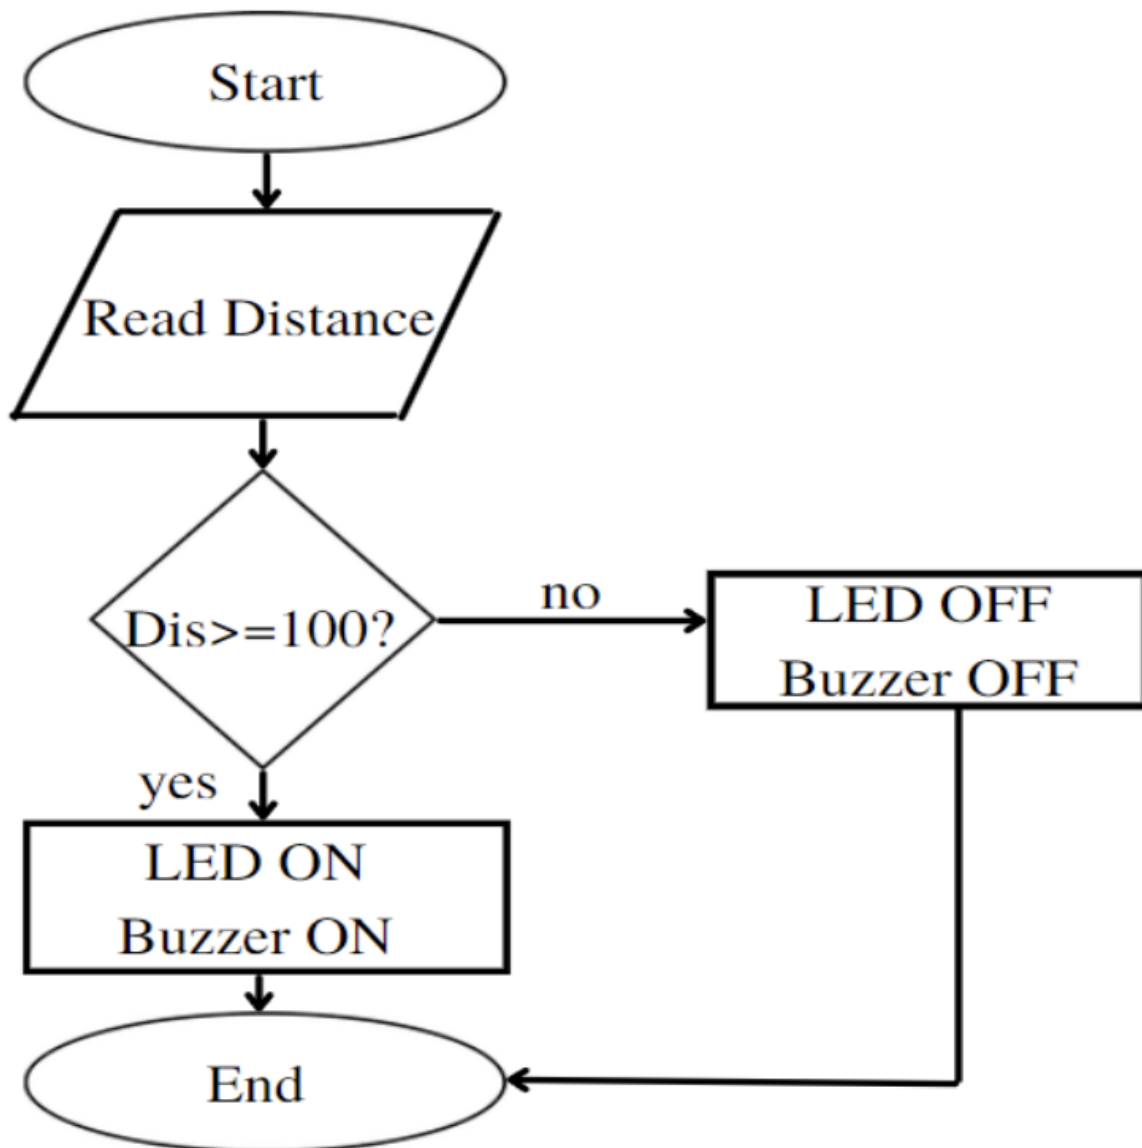 Start
Read Distance
Dis>=100?
no
LED OFF
Buzzer OFF
yes
LED ON
Buzzer ON
End